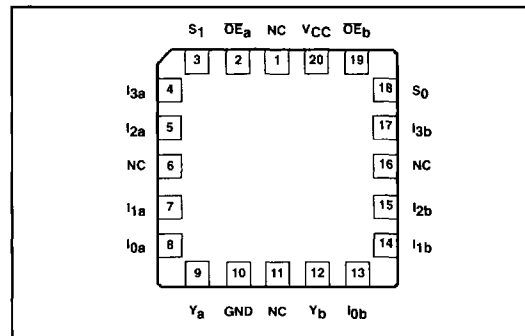 S1 OEa NC VCC OEb
3 2 1 20 19
I3a 4 18 S0
I2a 5 17 I3b
NC 6 16 NC
I1a 7 15 I2b
I0a 8 14 I1b
9 10 11 12 13
Ya GND NC Yb I0b